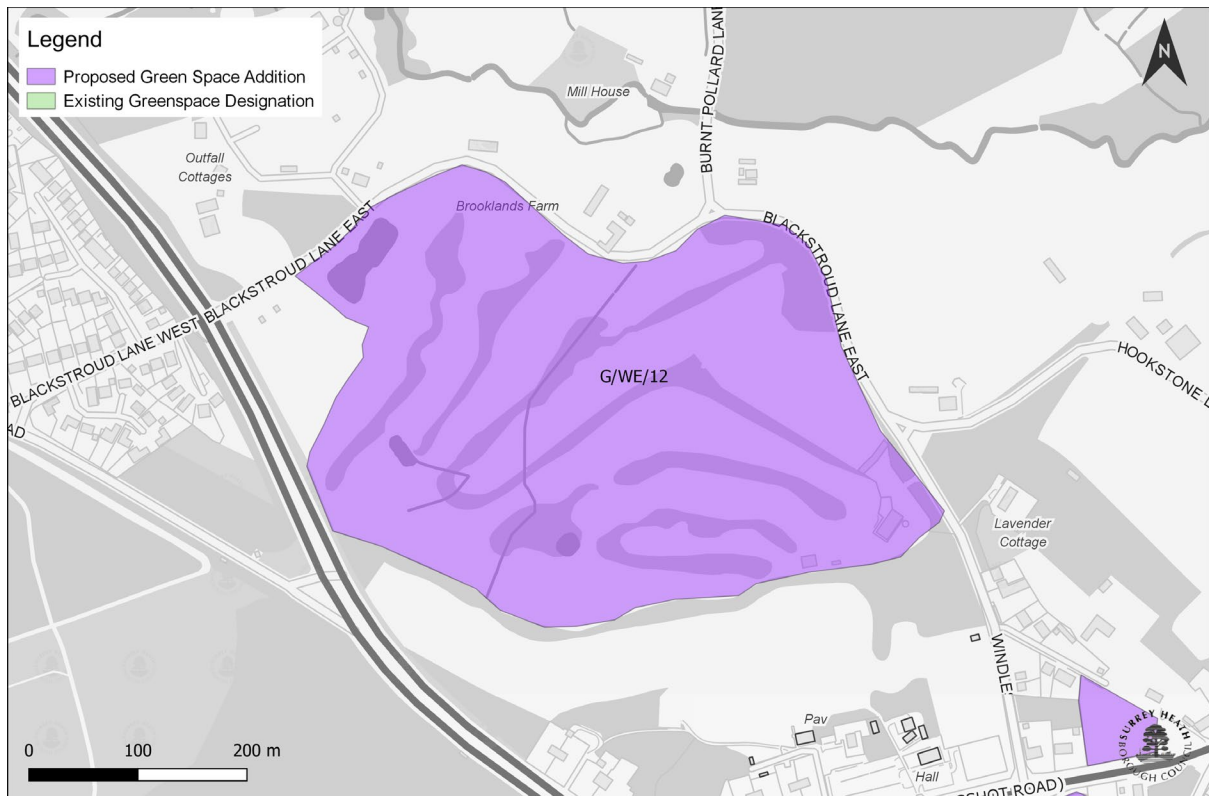 Legend
Proposed Green Space Addition
Existing Greenspace Designation
N
Mill House
BURNT POLLARD LANE
Outfall
Cottages
Brooklands Farm
BLACKSTROUD LANE WEST
BLACKSTROUD LANE EAST
BLACKSTROUD LANE EAST
G/WE/12
HOOKSTONE L
Lavender
Cottage
WINDLE
Pav
Hall
SHOT ROAD)
0 100 200 m
SURREY HEATH
BOROUGH COUNCIL